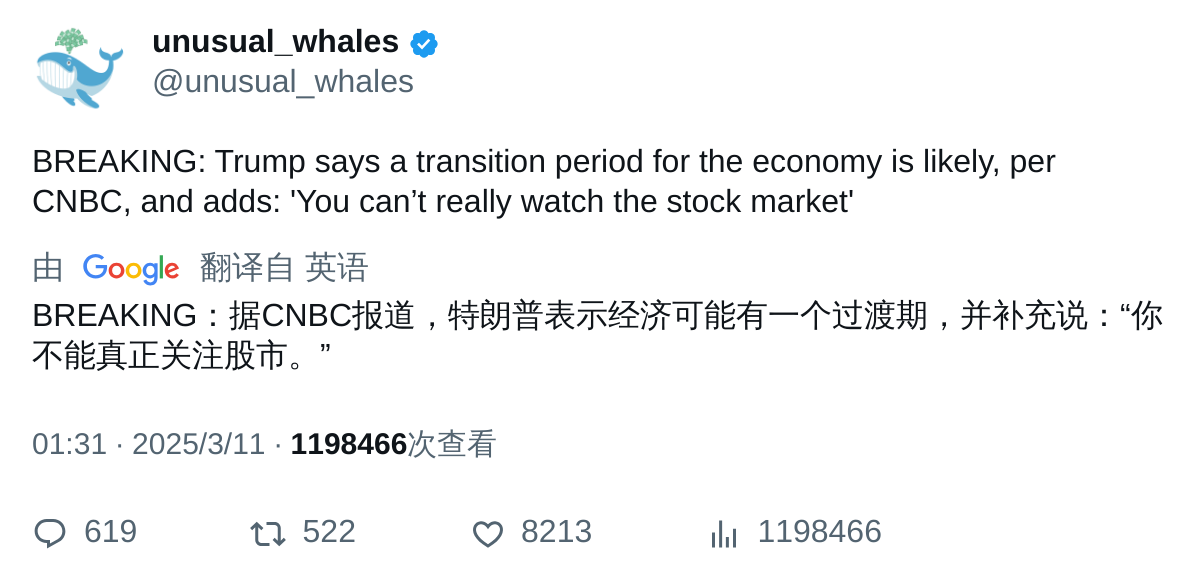 unusual_whales
@unusual_whales
BREAKING: Trump says a transition period for the economy is likely, per
CNBC, and adds: 'You can’t really watch the stock market'
由 Google 翻译自 英语
BREAKING：据CNBC报道，特朗普表示经济可能有一个过渡期，并补充说：“你
不能真正关注股市。”
01:31 · 2025/3/11 · 1198466次查看
619 522 8213 1198466